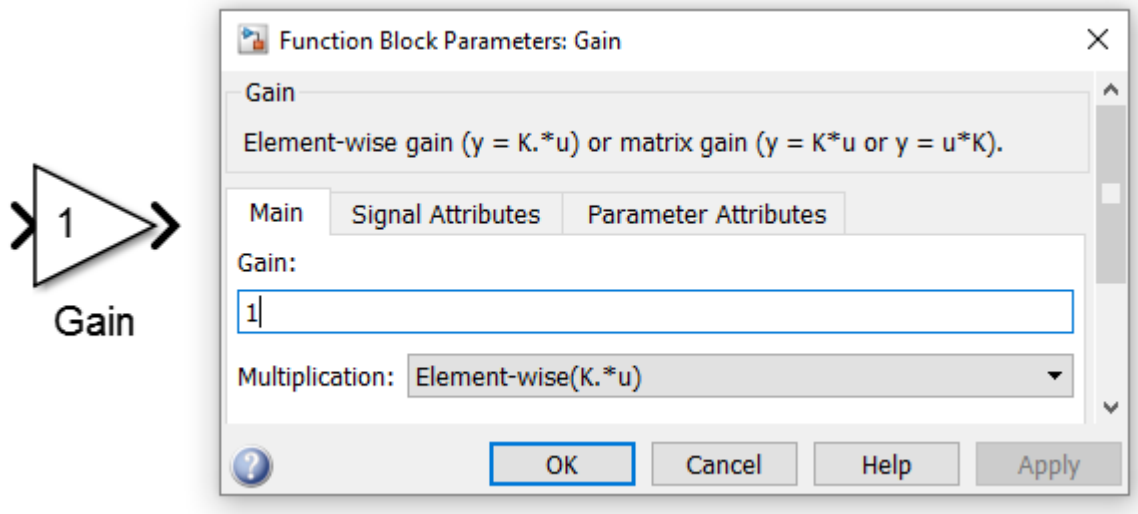 Function Block Parameters: Gain
Gain
Element-wise gain (y = K.*u) or matrix gain (y = K*u or y = u*K).
1
Gain
Main Signal Attributes Parameter Attributes
Gain:
1
Multiplication: Element-wise(K.*u)
OK Cancel Help Apply